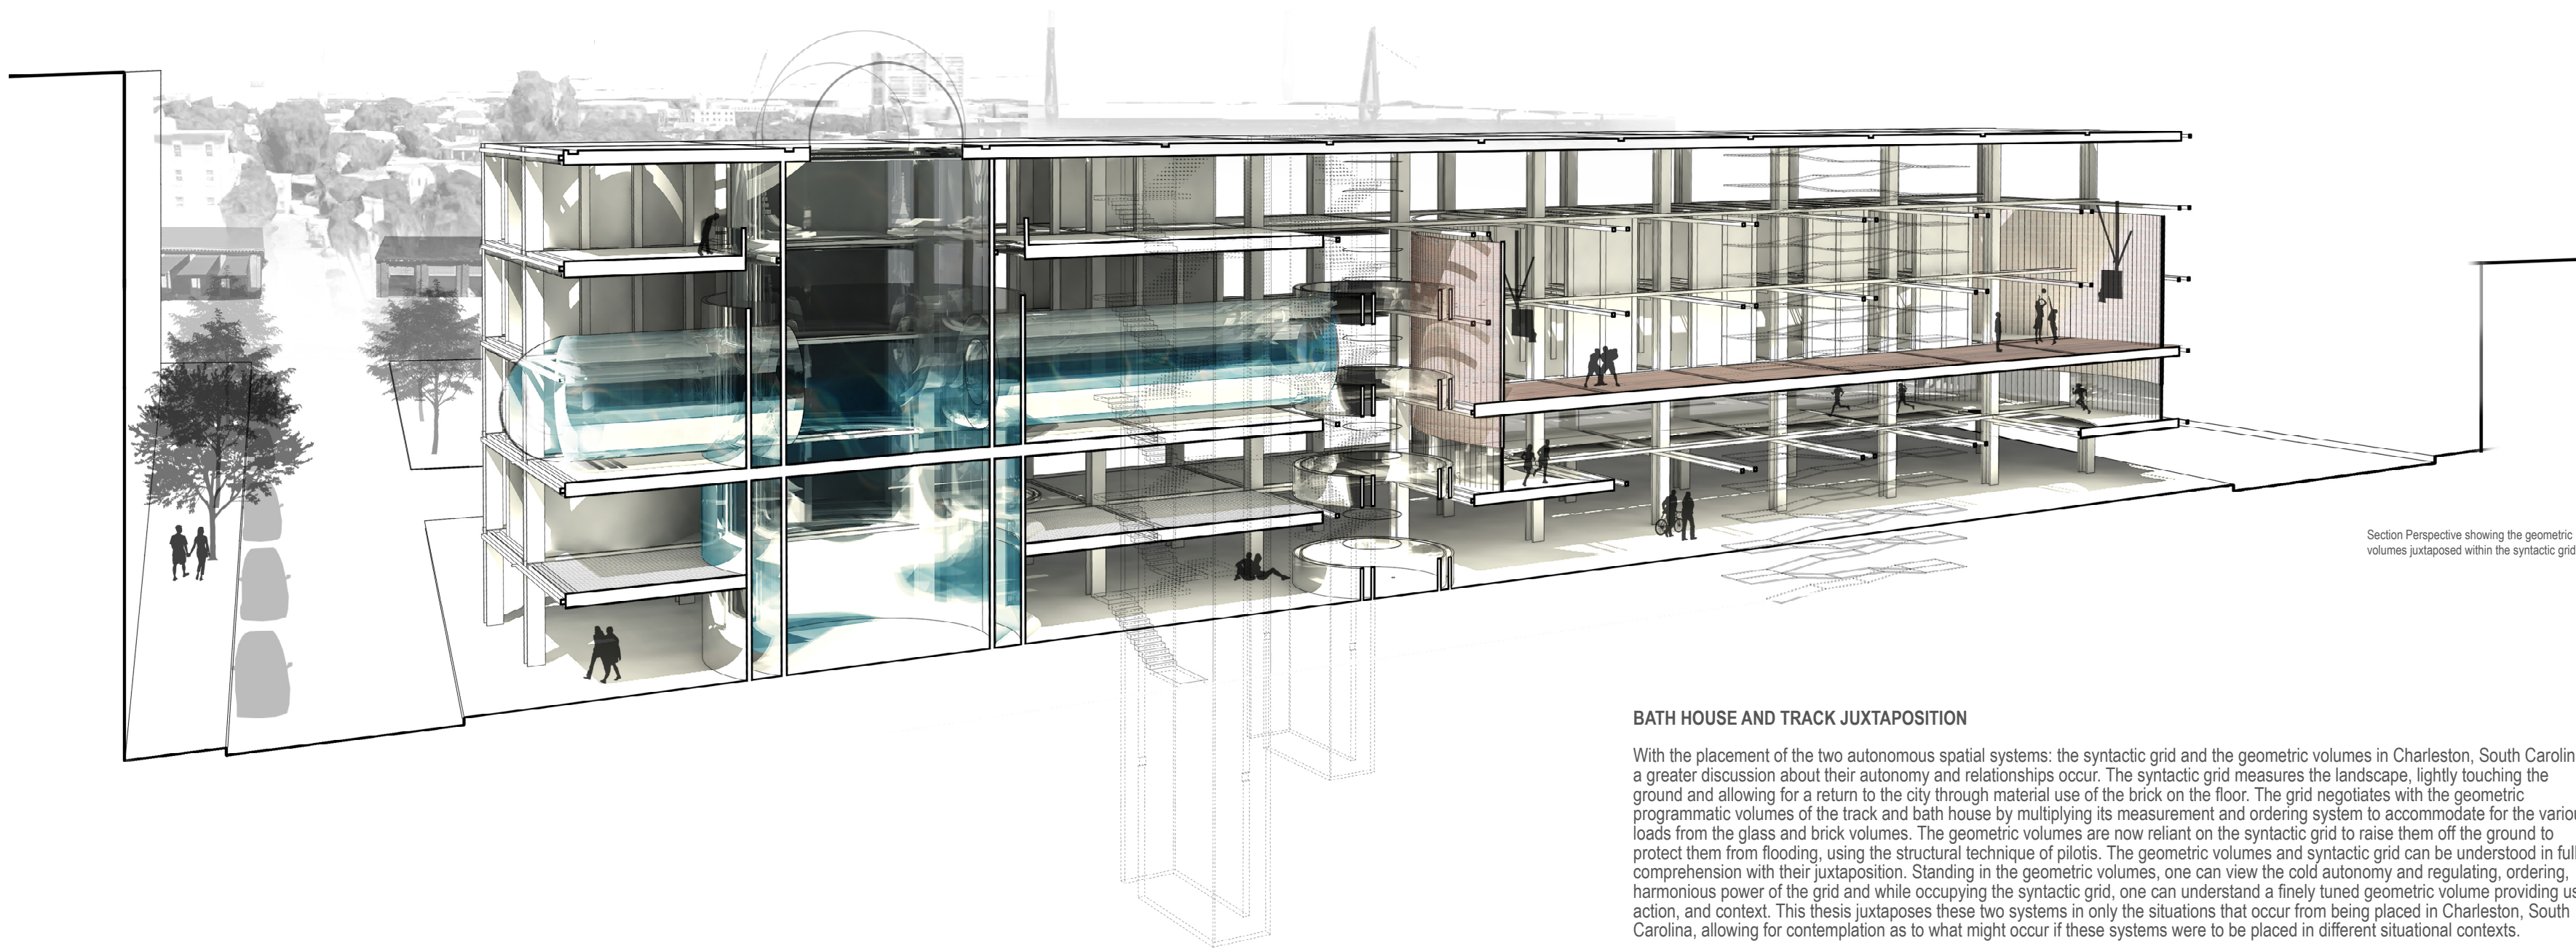 Section Perspective showing the geometric
volumes juxtaposed within the syntactic grid
BATH HOUSE AND TRACK JUXTAPOSITION
With the placement of the two autonomous spatial systems: the syntactic grid and the geometric volumes in Charleston, South Carolin
a greater discussion about their autonomy and relationships occur. The syntactic grid measures the landscape, lightly touching the
ground and allowing for a return to the city through material use of the brick on the floor. The grid negotiates with the geometric
programmatic volumes of the track and bath house by multiplying its measurement and ordering system to accommodate for the variou
loads from the glass and brick volumes. The geometric volumes are now reliant on the syntactic grid to raise them off the ground to
protect them from flooding, using the structural technique of pilotis. The geometric volumes and syntactic grid can be understood in full
comprehension with their juxtaposition. Standing in the geometric volumes, one can view the cold autonomy and regulating, ordering,
harmonious power of the grid and while occupying the syntactic grid, one can understand a finely tuned geometric volume providing us
action, and context. This thesis juxtaposes these two systems in only the situations that occur from being placed in Charleston, South
Carolina, allowing for contemplation as to what might occur if these systems were to be placed in different situational contexts.